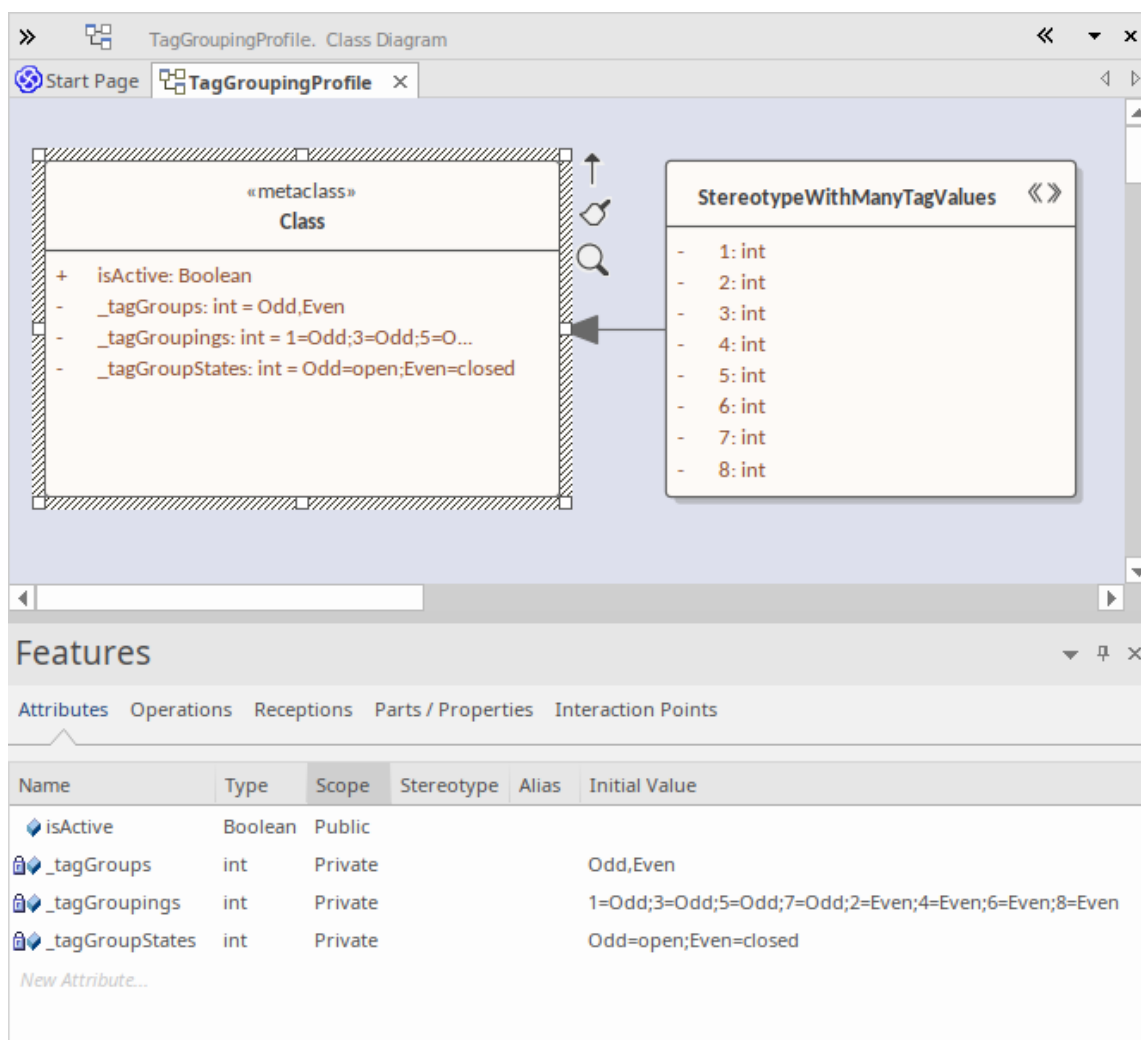 TagGroupingProfile. Class Diagram
Start Page TagGroupingProfile
«metaclass»
Class
+ isActive: Boolean
- _tagGroups: int = Odd,Even
- _tagGroupings: int = 1=Odd;3=Odd;5=O...
- _tagGroupStates: int = Odd=open;Even=closed
StereotypeWithManyTagValues «»
- 1: int
- 2: int
- 3: int
- 4: int
- 5: int
- 6: int
- 7: int
- 8: int
Features
Attributes Operations Receptions Parts / Properties Interaction Points
Name Type Scope Stereotype Alias Initial Value
isActive Boolean Public
_tagGroups int Private Odd,Even
_tagGroupings int Private 1=Odd;3=Odd;5=Odd;7=Odd;2=Even;4=Even;6=Even;8=Even
_tagGroupStates int Private Odd=open;Even=closed
New Attribute...